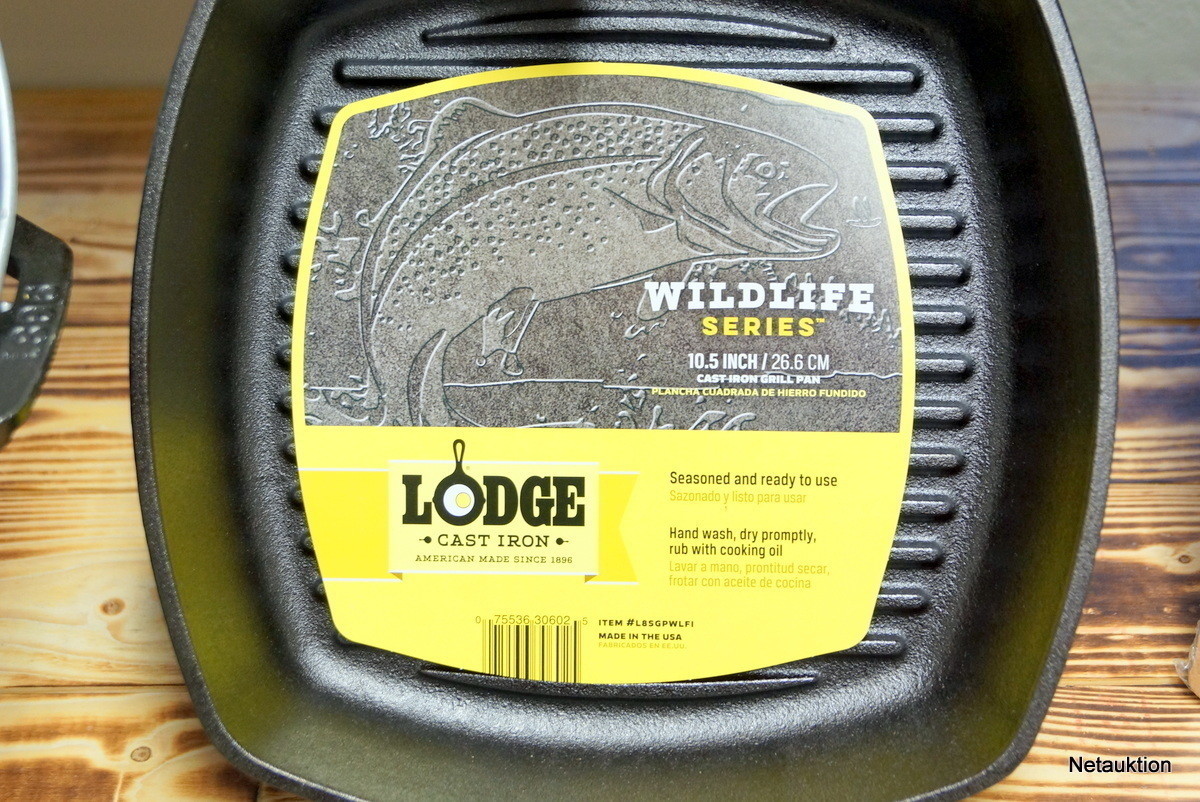 WILDLIFE
SERIES™
10.5 INCH / 26.6 CM
CAST IRON GRILL PAN
PLANCHA CUADRADA DE HIERRO FUNDIDO
LODGE
CAST IRON
AMERICAN MADE SINCE 1896
Seasoned and ready to use
Sazonado y listo para usar
Hand wash, dry promptly,
rub with cooking oil
Lavar a mano, prontitud secar,
frotar con aceite de cocina
0 75536 30602 5
ITEM #L8SGPWLFI
MADE IN THE USA
FABRICADOS EN EE.UU.
Netauktion